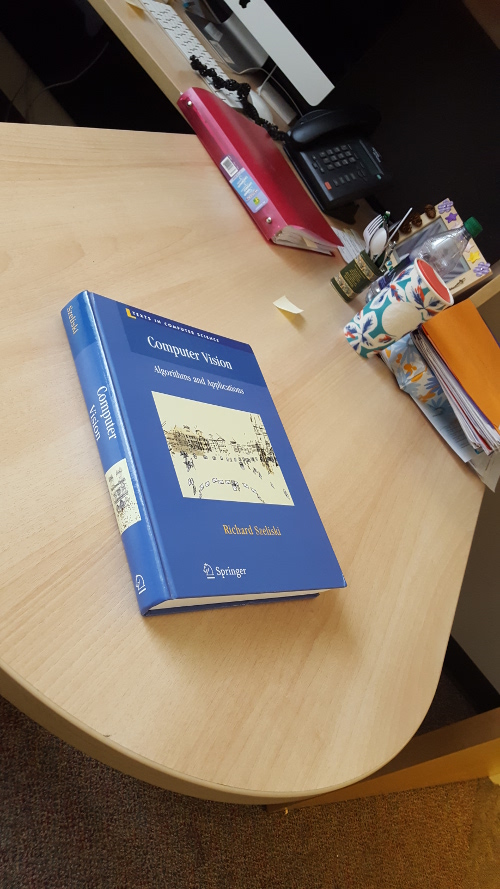 TEXTS IN COMPUTER SCIENCE
Computer Vision
Algorithms and Applications
Richard Szeliski
Springer
Szeliski
Computer
Vision